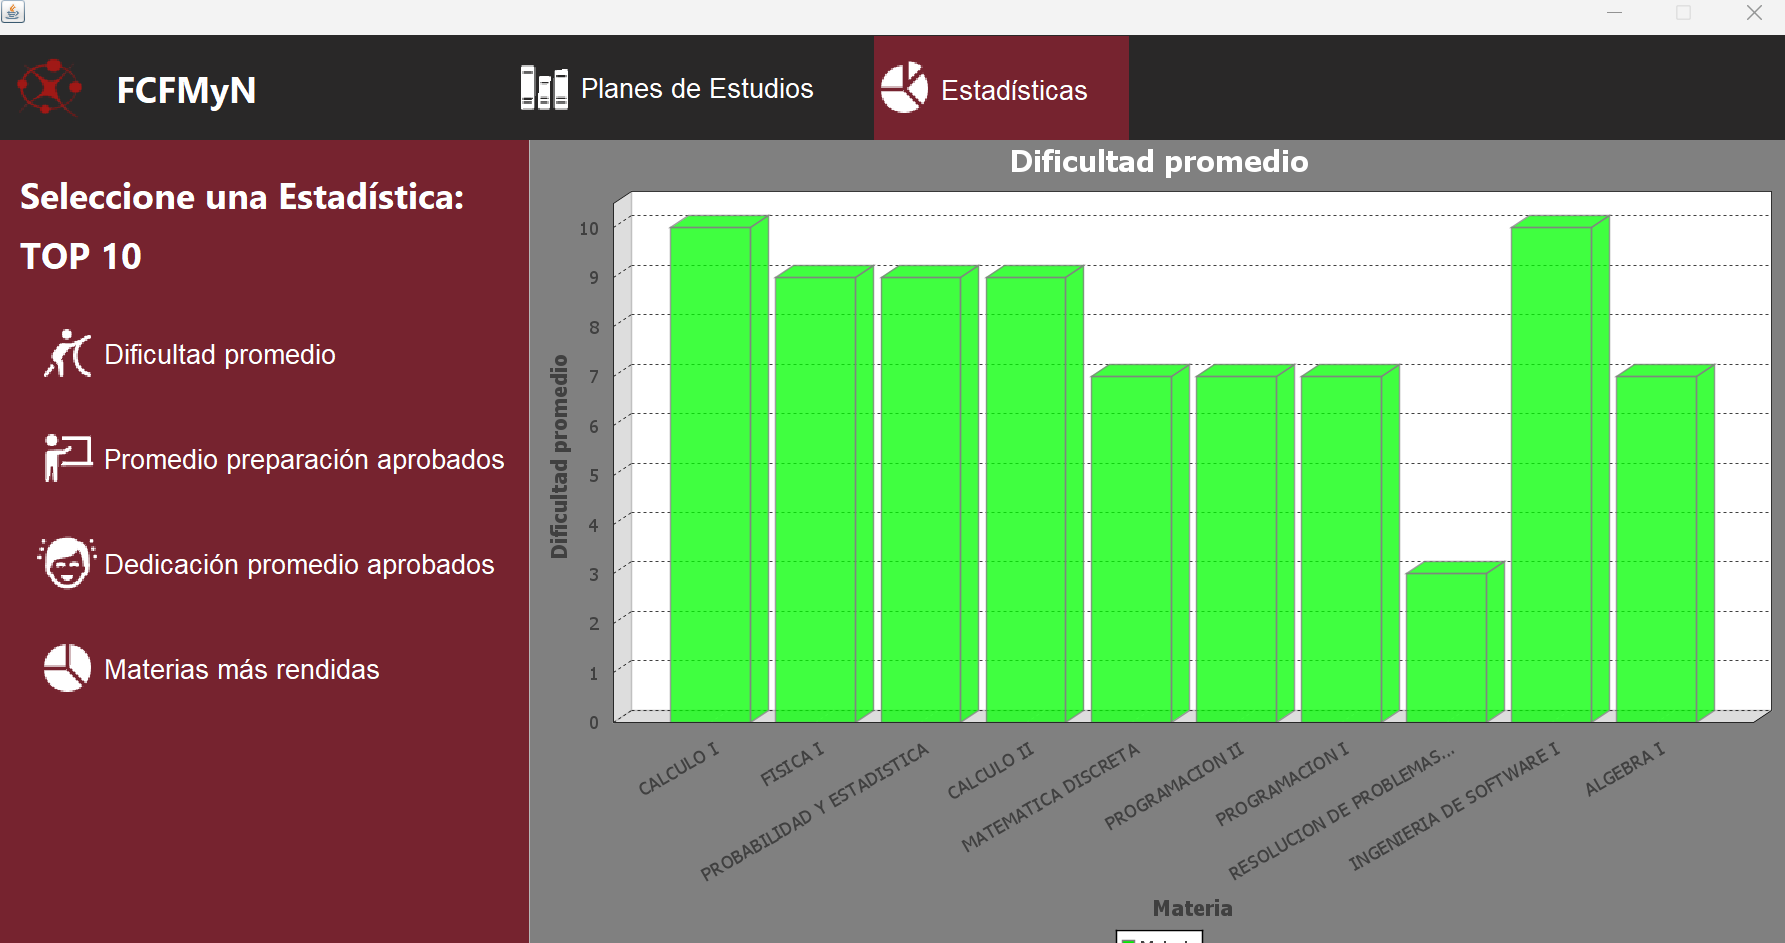 FCFMyN
Planes de Estudios
Estadísticas
Seleccione una Estadística:
TOP 10
Dificultad promedio
Promedio preparación aprobados
Dedicación promedio aprobados
Materias más rendidas
Dificultad promedio
Dificultad promedio
10
9
8
7
6
5
4
3
2
1
0
CALCULO I
FISICA I
PROBABILIDAD Y ESTADISTICA
CALCULO II
MATEMATICA DISCRETA
PROGRAMACION II
PROGRAMACION I
RESOLUCION DE PROBLEMAS...
INGENIERIA DE SOFTWARE I
ALGEBRA I
Materia